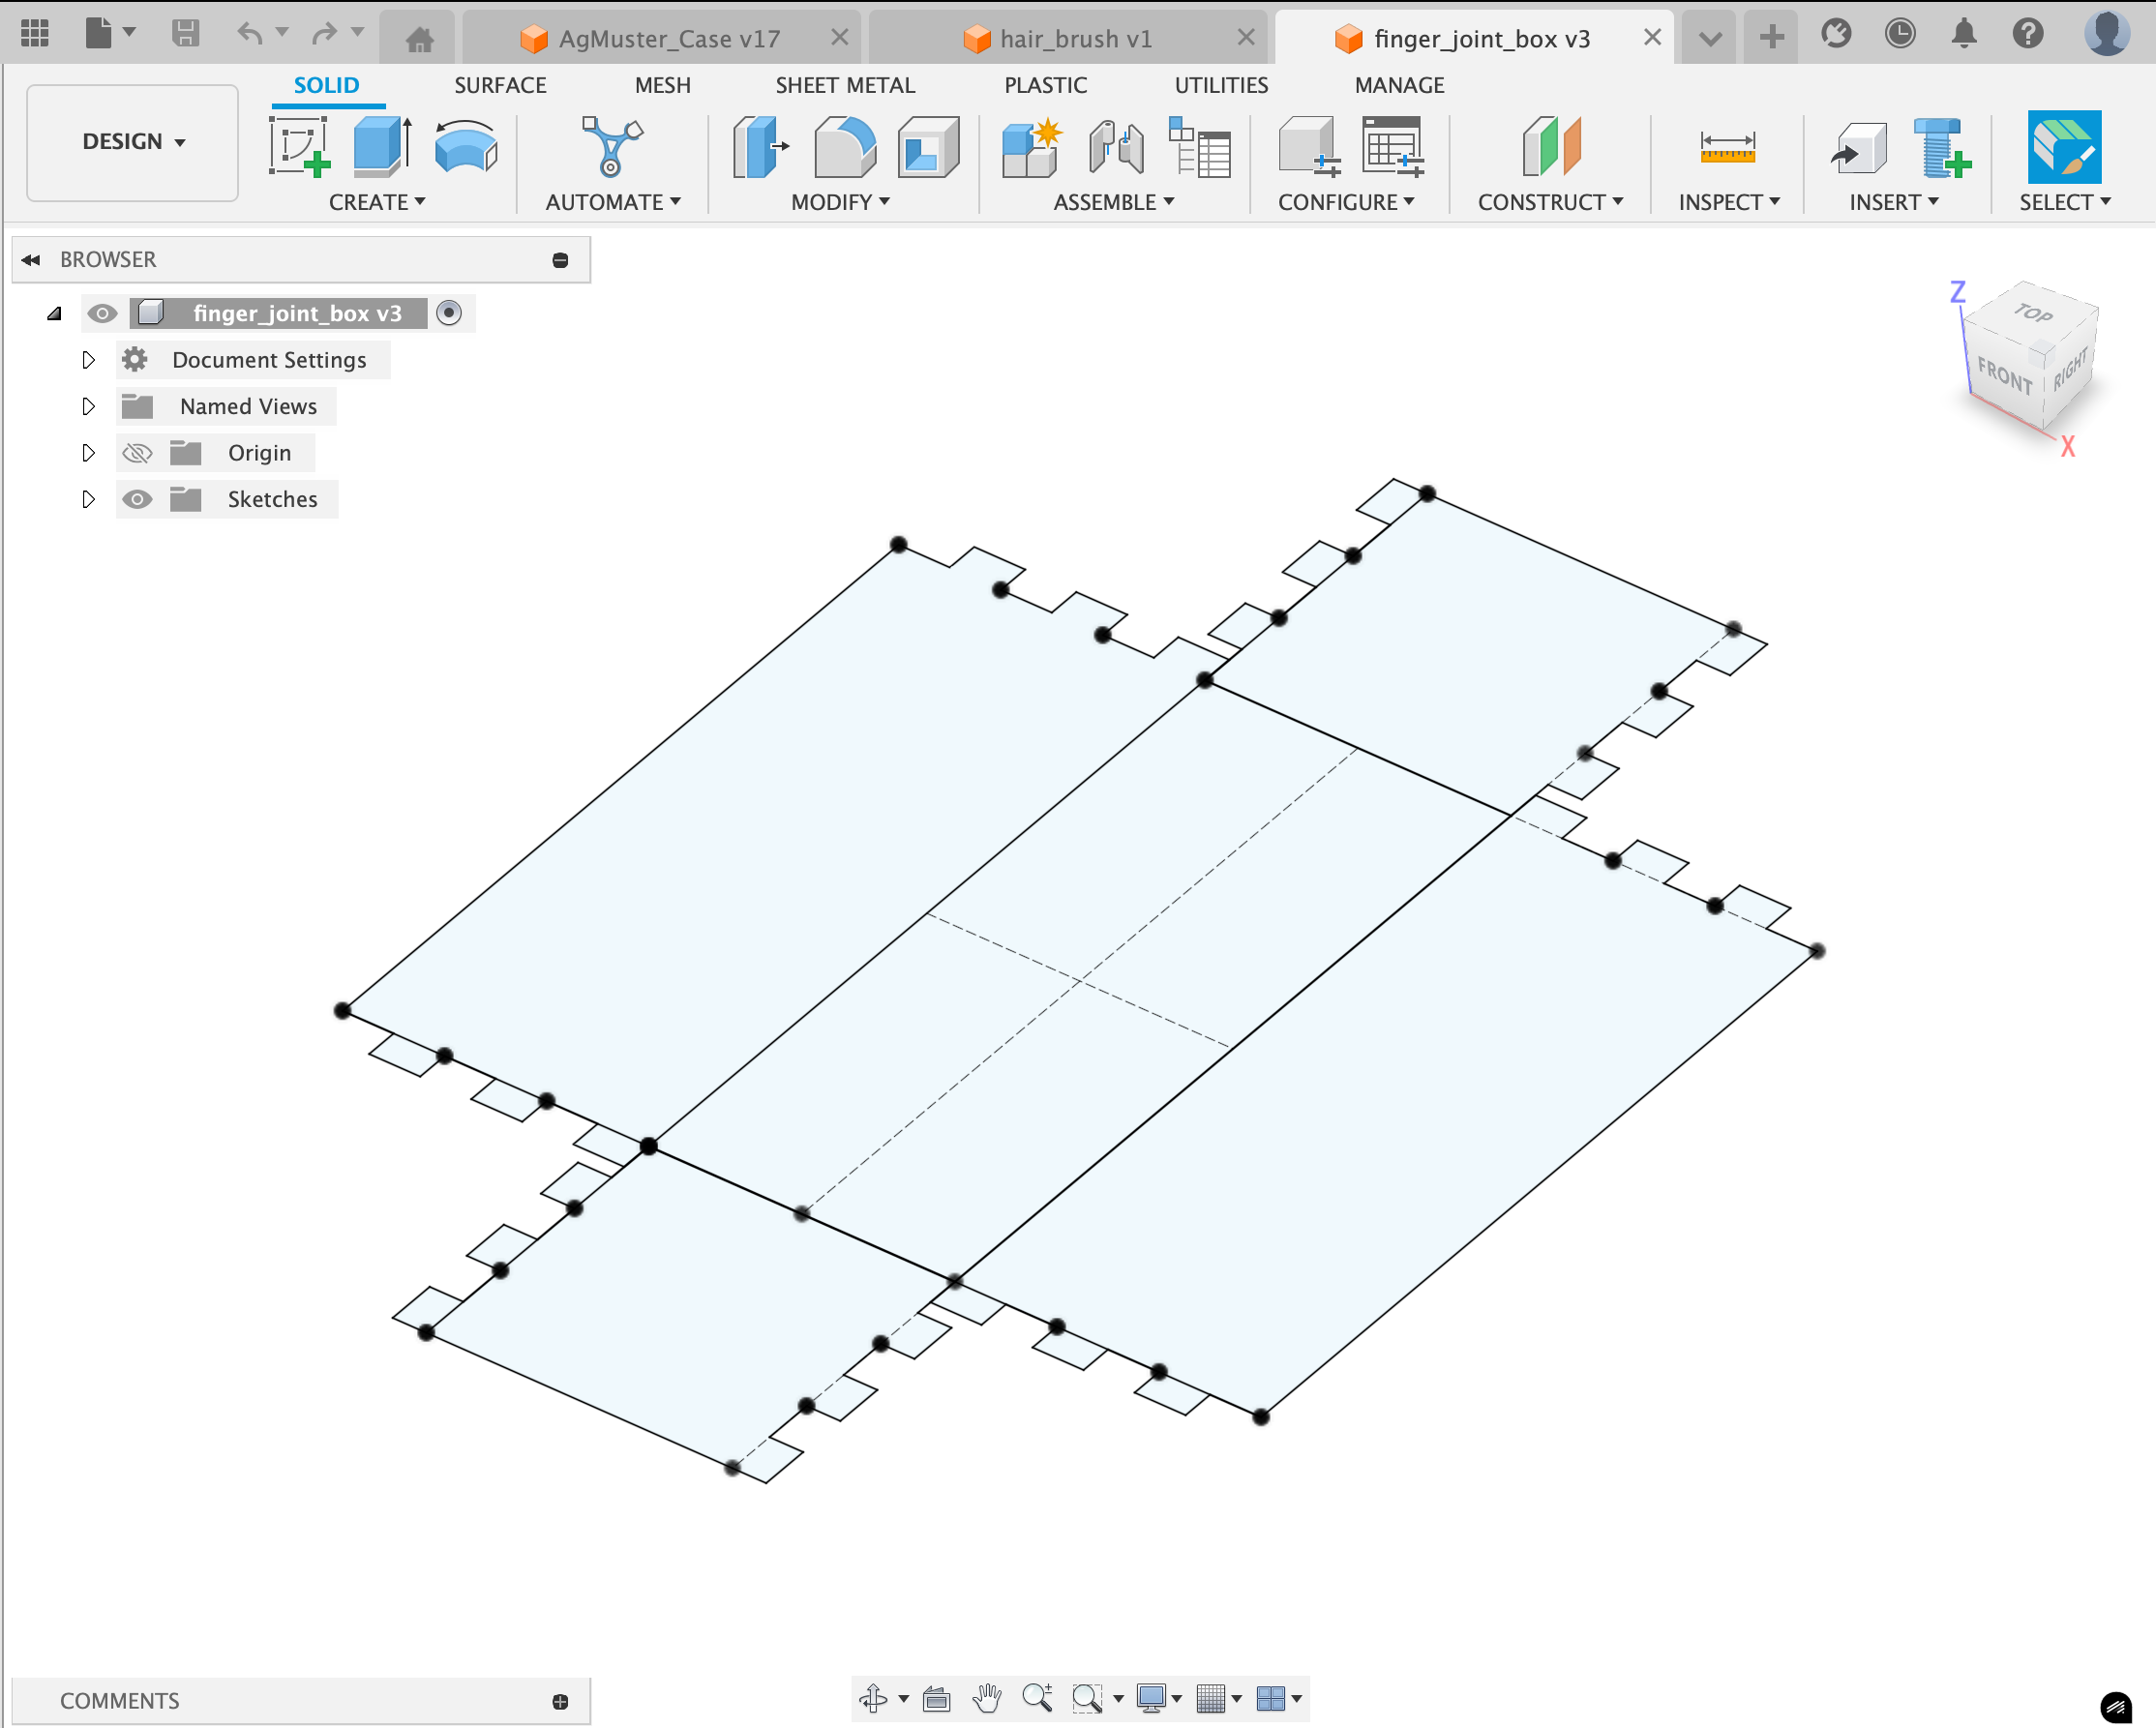 AgMuster_Case v17
hair_brush v1
finger_joint_box v3
SOLID
SURFACE
MESH
SHEET METAL
PLASTIC
UTILITIES
MANAGE
DESIGN
CREATE
AUTOMATE
MODIFY
ASSEMBLE
CONFIGURE
CONSTRUCT
INSPECT
INSERT
SELECT
BROWSER
finger_joint_box v3
Document Settings
Named Views
Origin
Sketches
Z
TOP
FRONT
RIGHT
X
COMMENTS